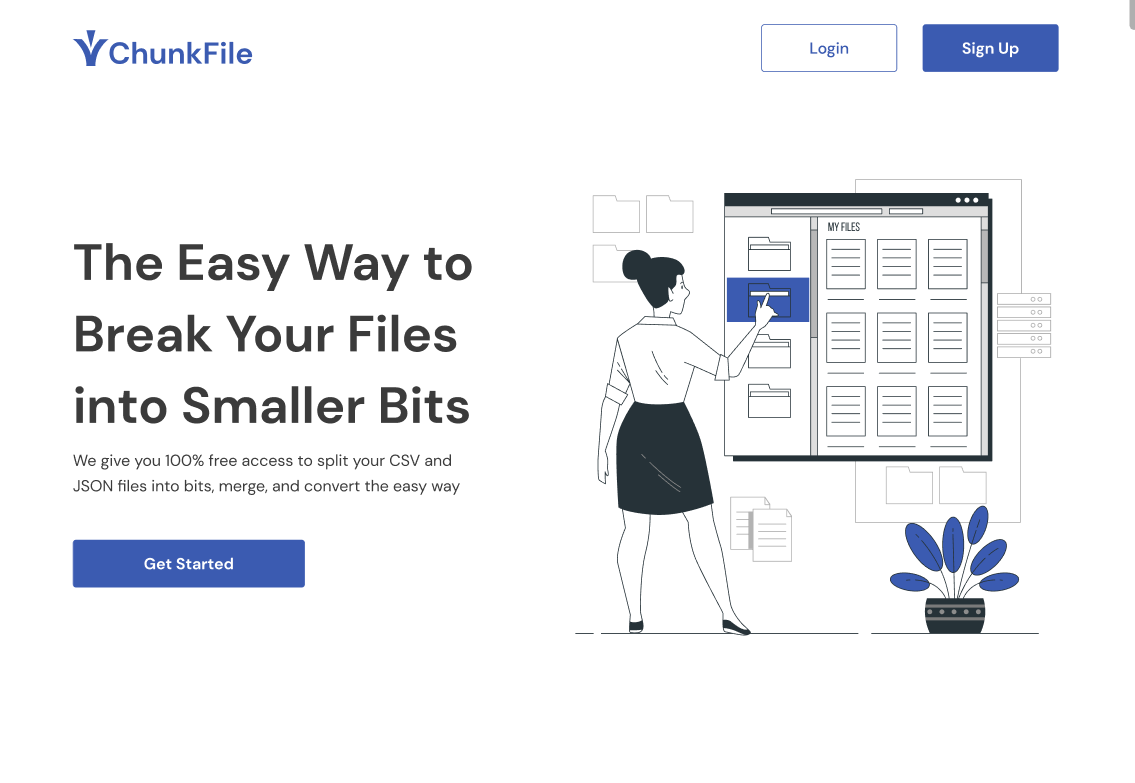 ChunkFile
Login
Sign Up
The Easy Way to
Break Your Files
into Smaller Bits
We give you 100% free access to split your CSV and
JSON files into bits, merge, and convert the easy way
Get Started
MY FILES